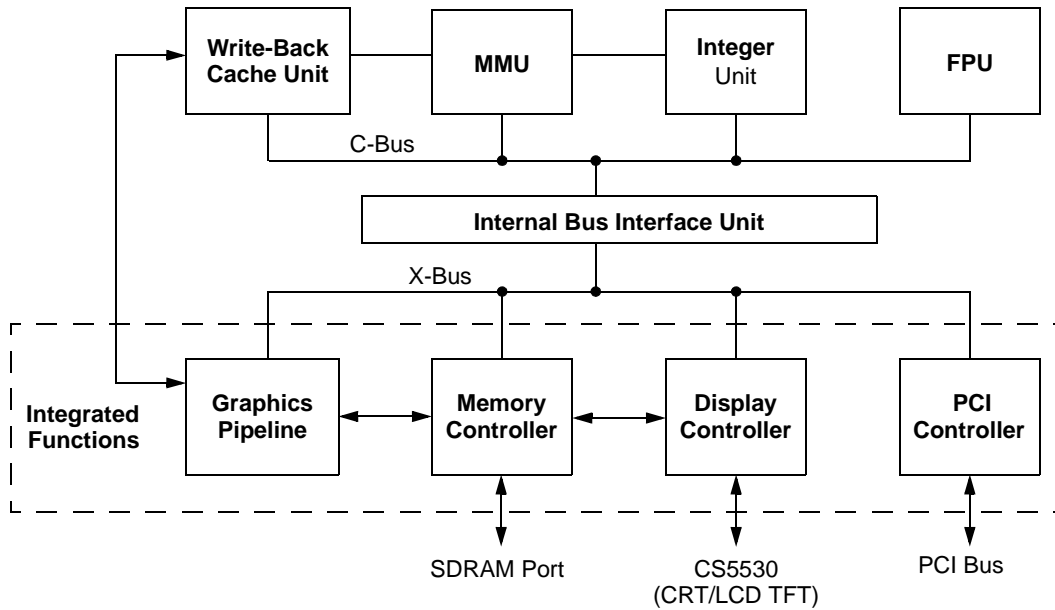 Write-Back
Cache Unit
MMU
Integer
Unit
FPU
C-Bus
Internal Bus Interface Unit
X-Bus
Integrated
Functions
Graphics
Pipeline
Memory
Controller
Display
Controller
PCI
Controller
SDRAM Port
CS5530
(CRT/LCD TFT)
PCI Bus